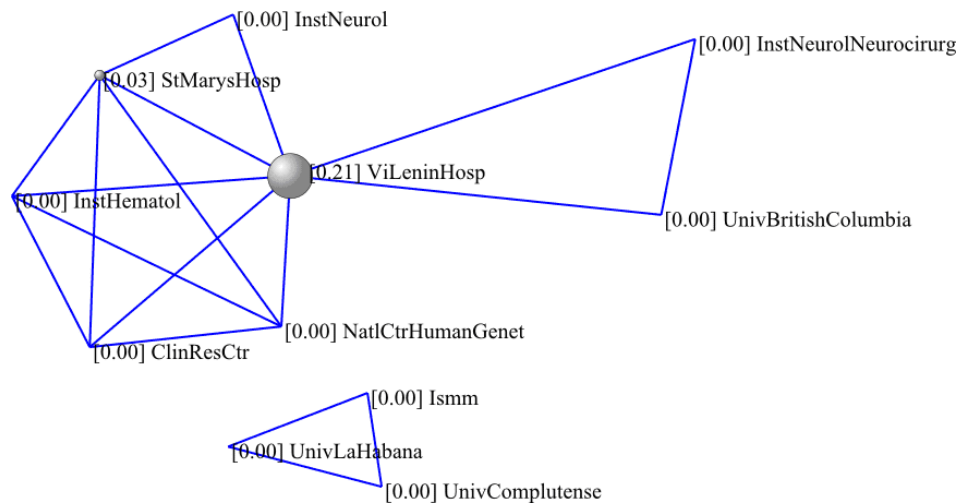 [0.00] InstNeurol
[0.00] InstNeurolNeurocirurg
[0.03] StMarysHosp
[0.21] ViLeninHosp
[0.00] InstHematol
[0.00] UnivBritishColumbia
[0.00] NatlCtrHumanGenet
[0.00] ClinResCtr
[0.00] Ismm
[0.00] UnivLaHabana
[0.00] UnivComplutense